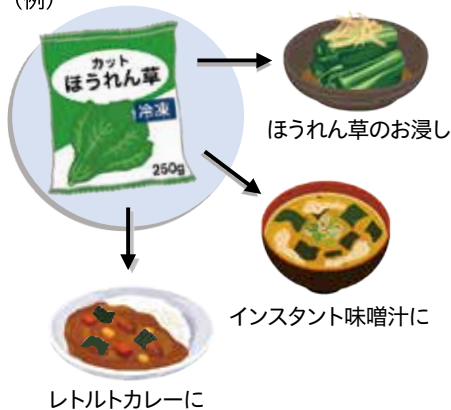 （例）
カット
ほうれん草
冷凍
250g
ほうれん草のお浸し
インスタント味噌汁に
レトルトカレーに